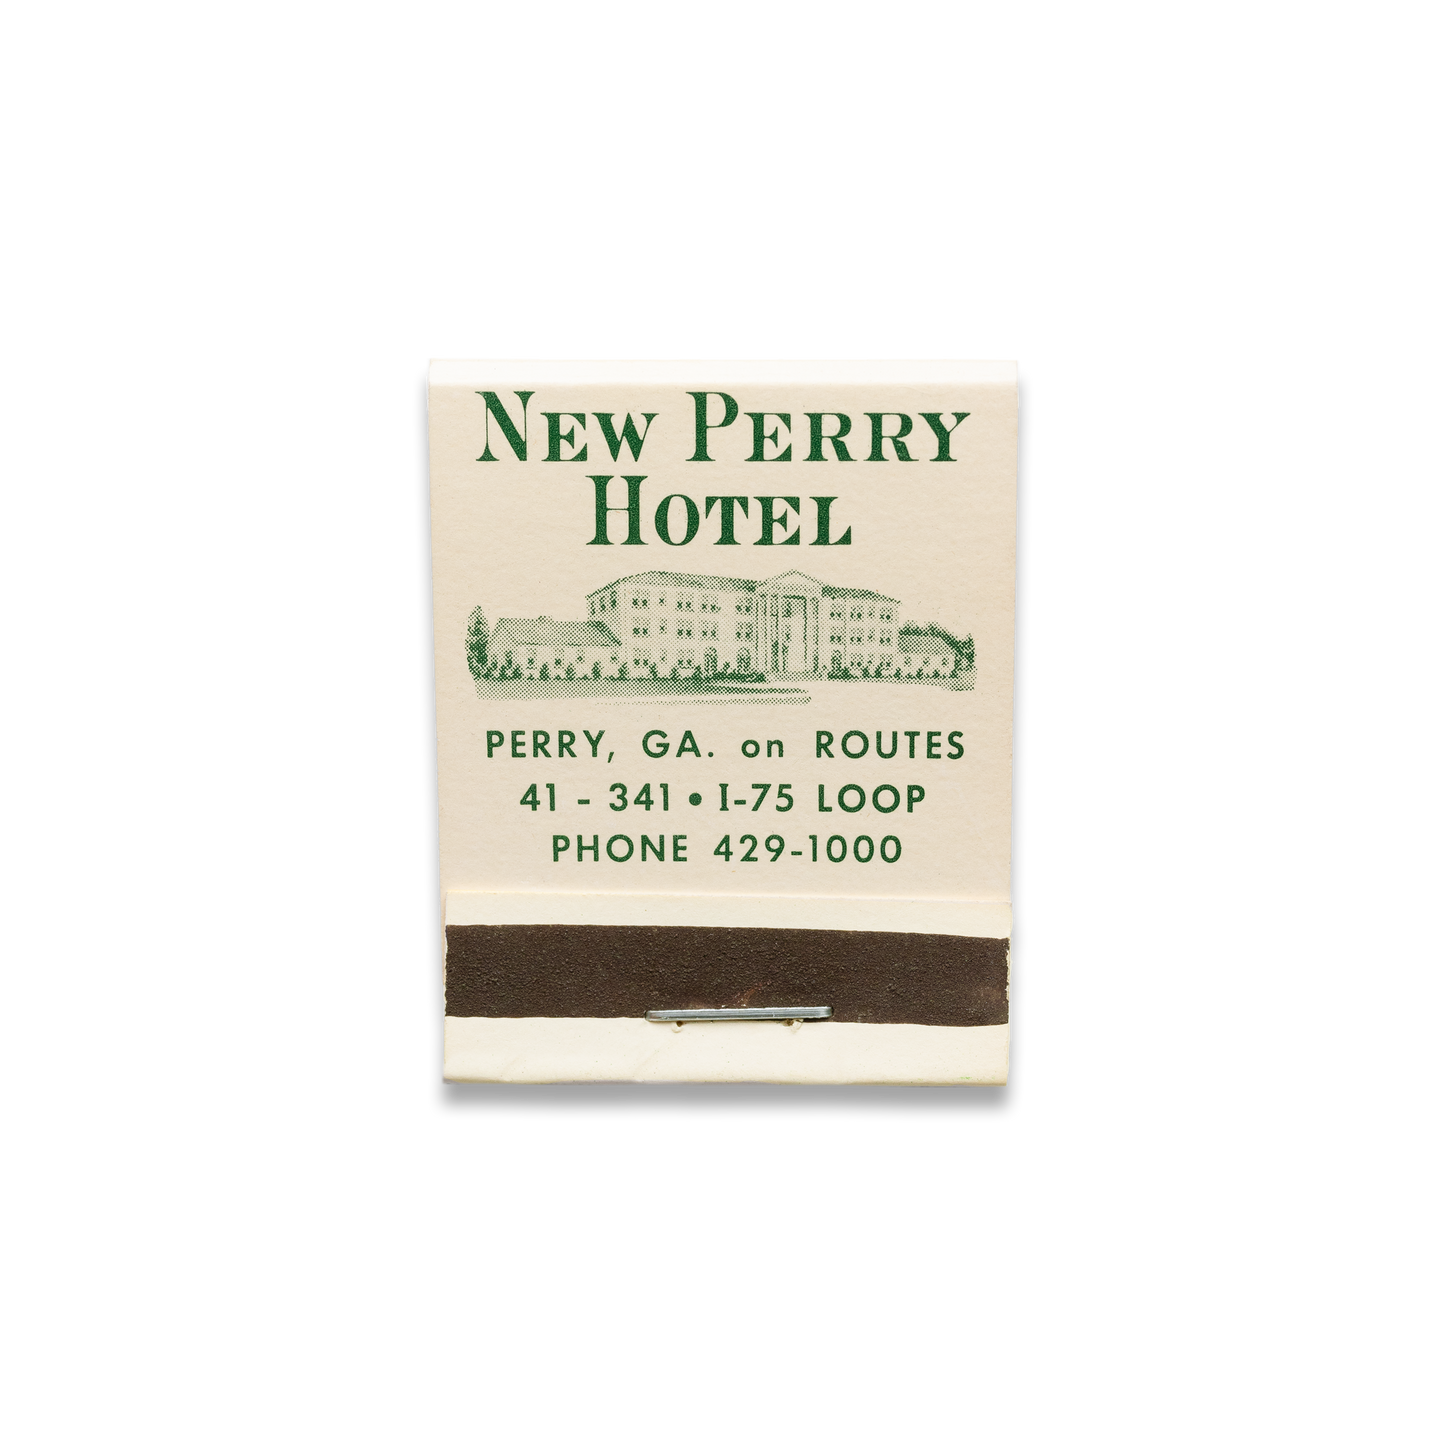 NEW PERRY
HOTEL
PERRY, GA. on ROUTES
41 - 341 • I-75 LOOP
PHONE 429-1000